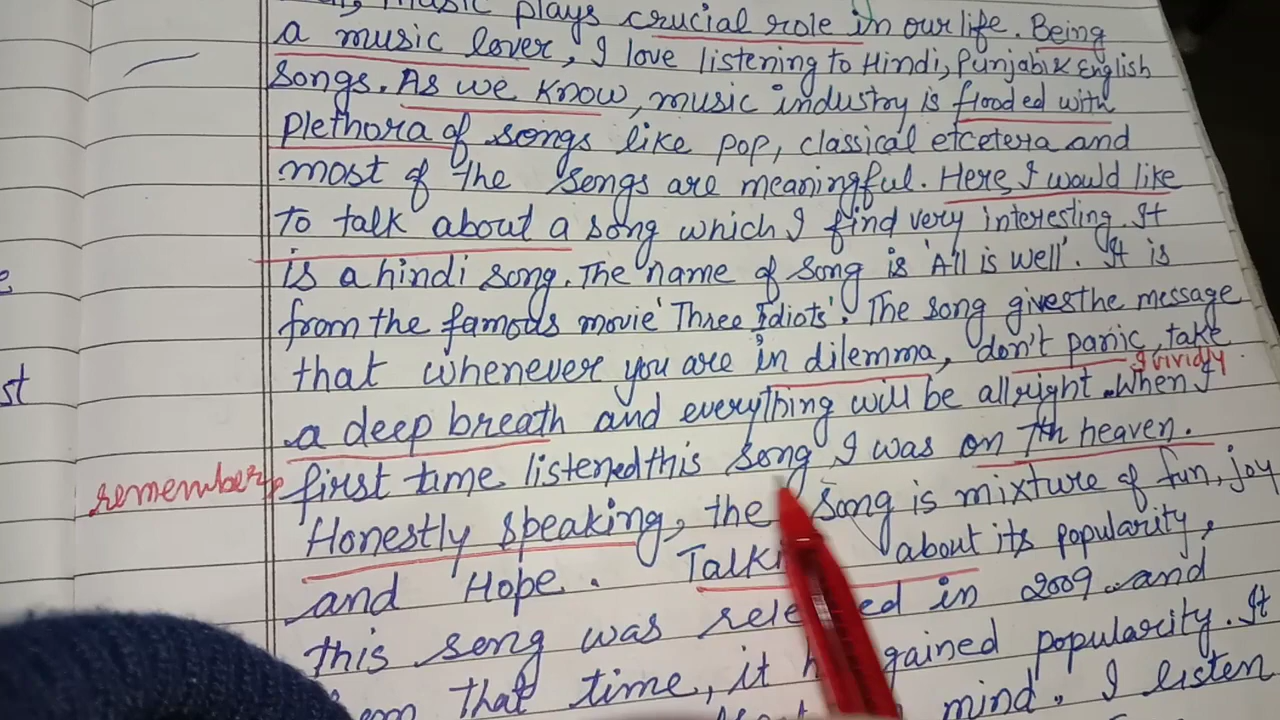 music plays crucial role in our life. Being
a music lover, I love listening to Hindi, Punjabi & English
songs. As we know, music industry is flooded with
plethora of songs like pop, classical etcetera and
most of the songs are meaningful. Here I would like
to talk about a song which I find very interesting. It
is a hindi song. The name of song is 'All is well'. It is
from the famous movie 'Three Idiots'. The song gives the message
that whenever you are in dilemma, don't panic, take
I vividly
a deep breath and everything will be allright. When I
remember
first time listened this song I was on 7th heaven.
Honestly speaking, the song is mixture of fun, joy
and Hope. Talki about its popularity,
this song was rele ed in 2009 and
that time, it h gained popularity. It
mind. I listen
e
st